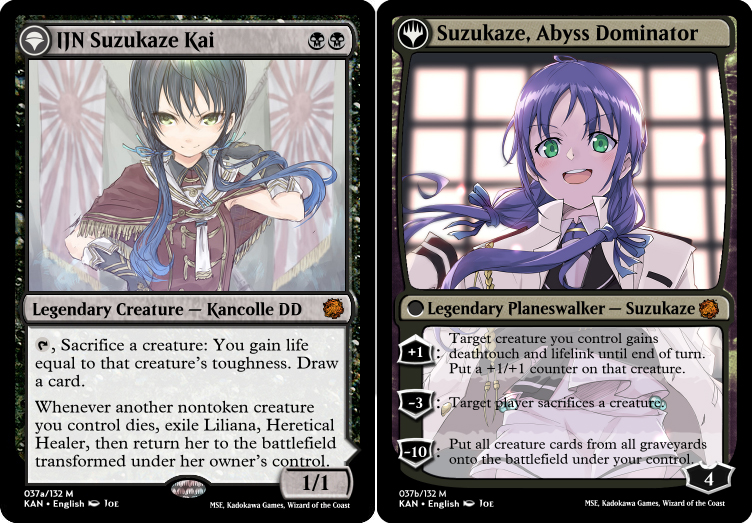 IJN Suzukaze Kai
Legendary Creature — Kancolle DD
, Sacrifice a creature: You gain life
equal to that creature's toughness. Draw
a card.
Whenever another nontoken creature
you control dies, exile Liliana, Heretical
Healer, then return her to the battlefield
transformed under her owner's control.
1/1
037a/132 M
KAN • English JOE
MSE, Kadokawa Games, Wizard of the Coast
Suzukaze, Abyss Dominator
Legendary Planeswalker — Suzukaze
+1 : Target creature you control gains
deathtouch and lifelink until end of turn.
Put a +1/+1 counter on that creature.
-3 : Target player sacrifices a creature.
-10 : Put all creature cards from all graveyards
onto the battlefield under your control.
4
037b/132 M
KAN • English JOE
MSE, Kadokawa Games, Wizard of the Coast